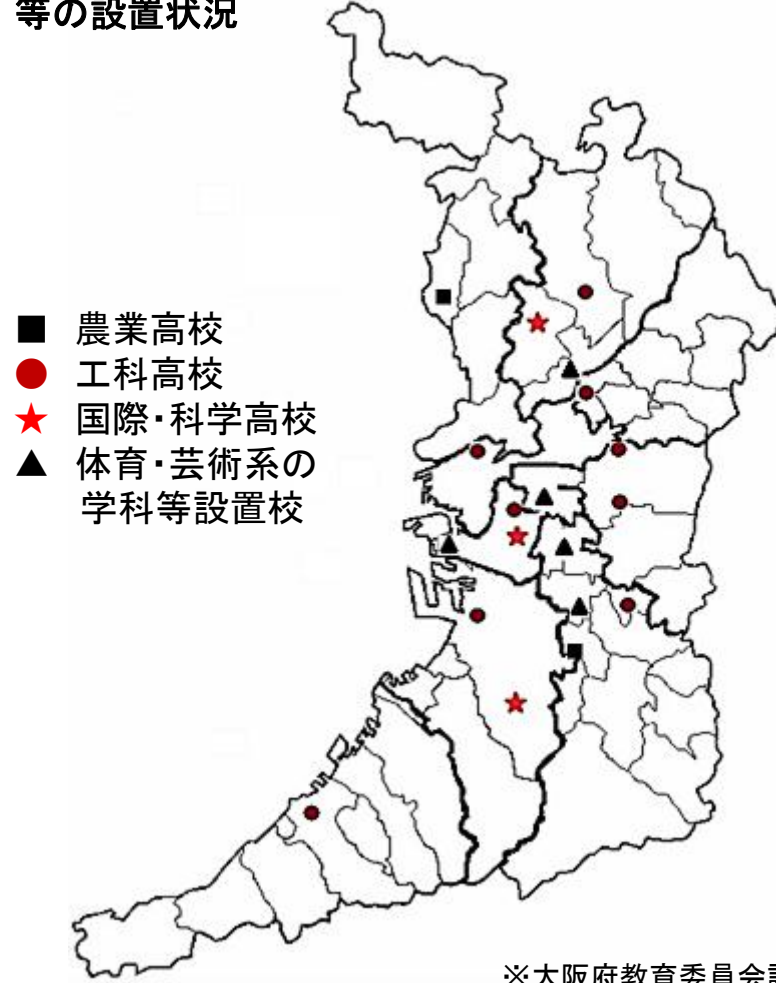 等の設置状況
■ 農業高校
● 工科高校
★ 国際・科学高校
▲ 体育・芸術系の
学科等設置校
※大阪府教育委員会